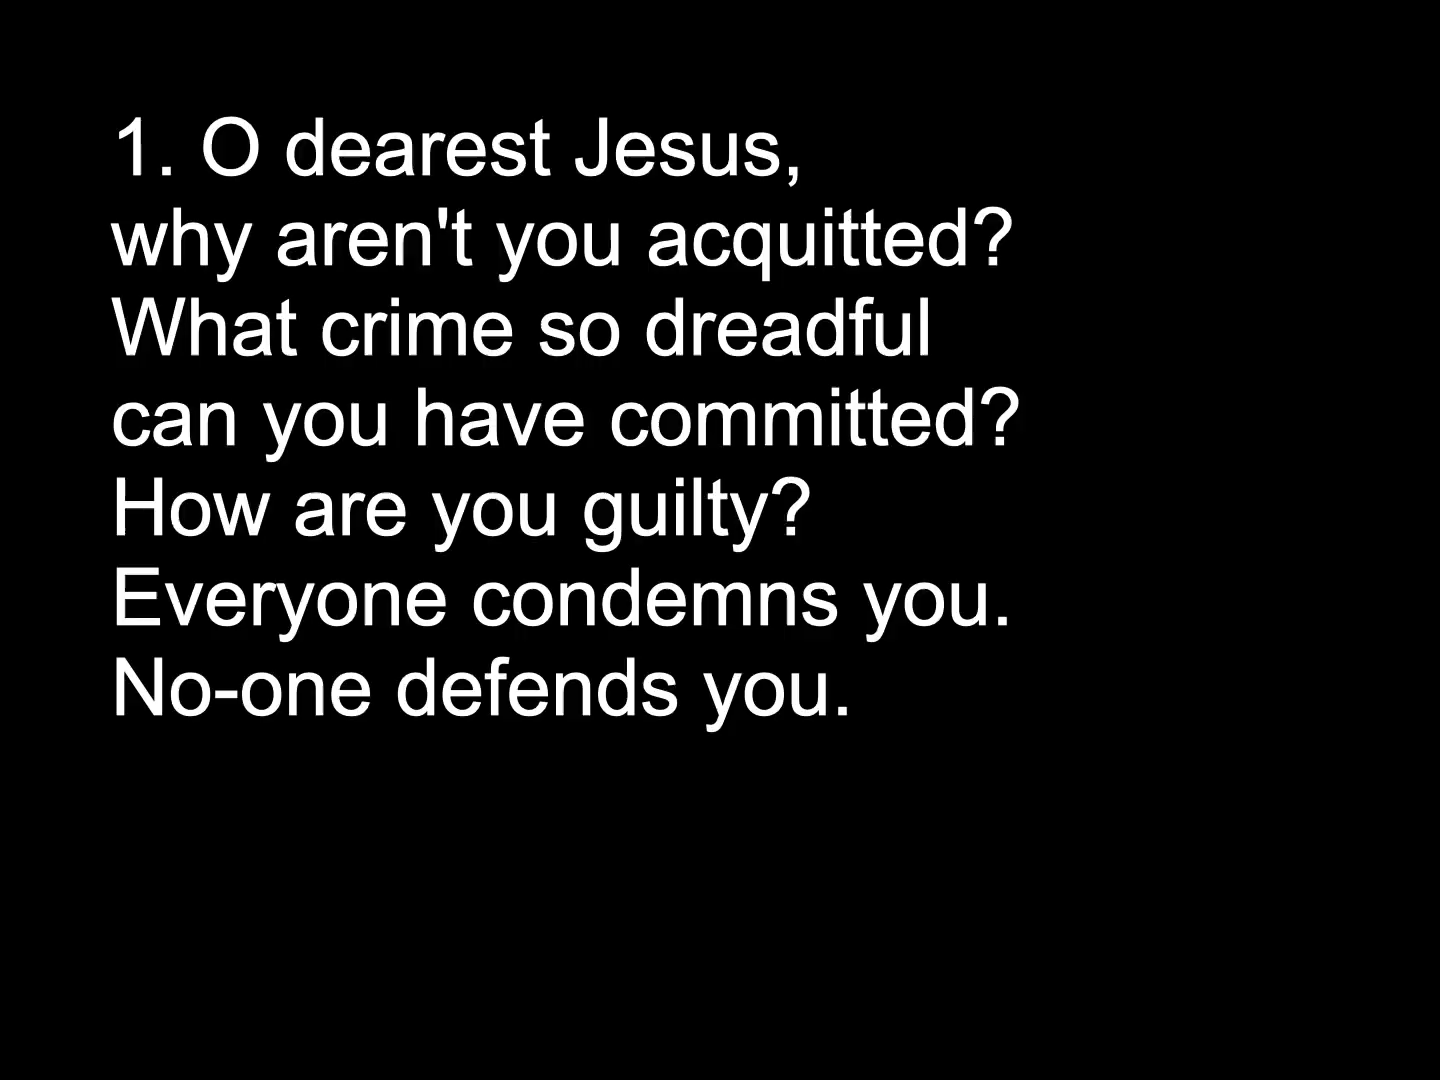 1. O dearest Jesus,
why aren't you acquitted?
What crime so dreadful
can you have committed?
How are you guilty?
Everyone condemns you.
No-one defends you.